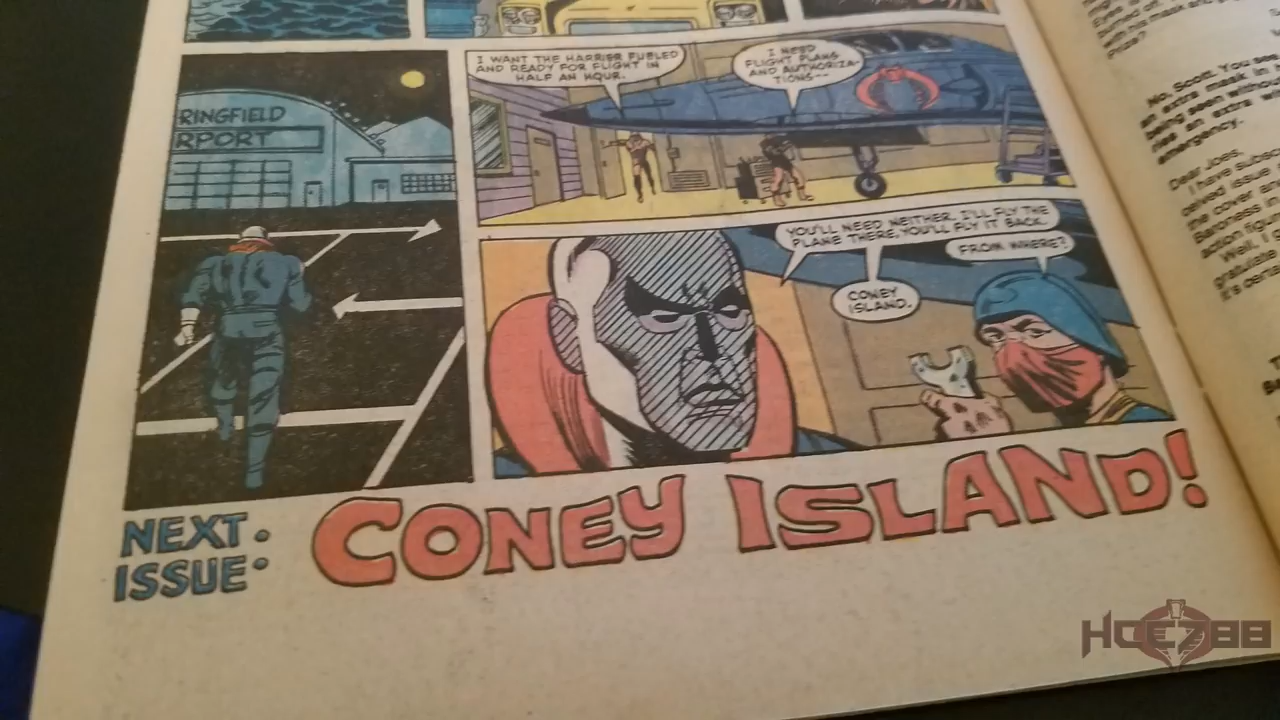 RINGFIELD
RPORT
I WANT THE HARRIER FUELED
AND READY FOR FLIGHT IN
HALF AN HOUR.
I NEED
FLIGHT PLANS
AND AUTHORIZA-
TIONS--
YOU'LL NEED NEITHER. I'LL FLY THE
PLANE THERE. YOU'LL FLY IT BACK.
FROM WHERE?
CONEY
ISLAND.
NEXT
ISSUE:
CONEY ISLAND!
No, Scott. You see
an extra mask in
being seen withou
ries an extra
emergency.
Dear Joes,
I have subsc
ceived issue
the cover an
Baroness in
action figur
Well, I
gratulate
it's certai
HCE788